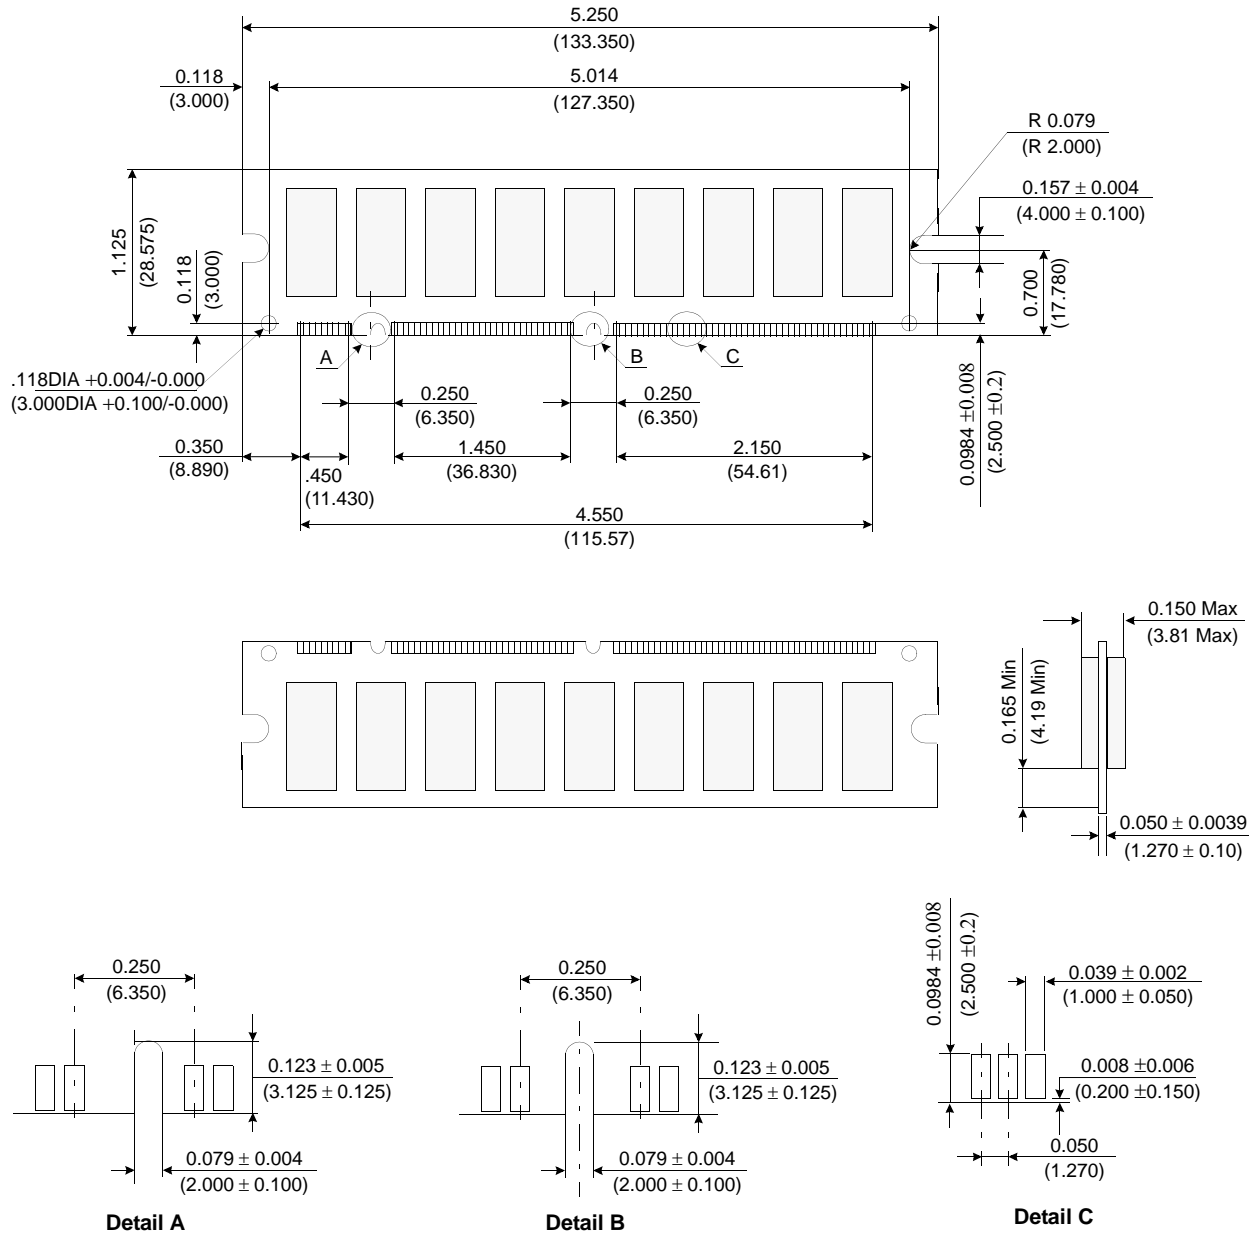 5.250
(133.350)
0.118
(3.000)
5.014
(127.350)
R 0.079
(R 2.000)
0.157 ± 0.004
(4.000 ± 0.100)
1.125
(28.575)
0.118
(3.000)
0.700
(17.780)
A
B
C
.118DIA +0.004/-0.000
(3.000DIA +0.100/-0.000)
0.250
(6.350)
0.250
(6.350)
0.0984 ±0.008
(2.500 ±0.2)
0.350
(8.890)
.450
(11.430)
1.450
(36.830)
2.150
(54.61)
4.550
(115.57)
0.150 Max
(3.81 Max)
0.165 Min
(4.19 Min)
0.050 ± 0.0039
(1.270 ± 0.10)
0.250
(6.350)
0.123 ± 0.005
(3.125 ± 0.125)
0.079 ± 0.004
(2.000 ± 0.100)
Detail A
0.250
(6.350)
0.123 ± 0.005
(3.125 ± 0.125)
0.079 ± 0.004
(2.000 ± 0.100)
Detail B
0.0984 ±0.008
(2.500 ±0.2)
0.039 ± 0.002
(1.000 ± 0.050)
0.008 ±0.006
(0.200 ±0.150)
0.050
(1.270)
Detail C